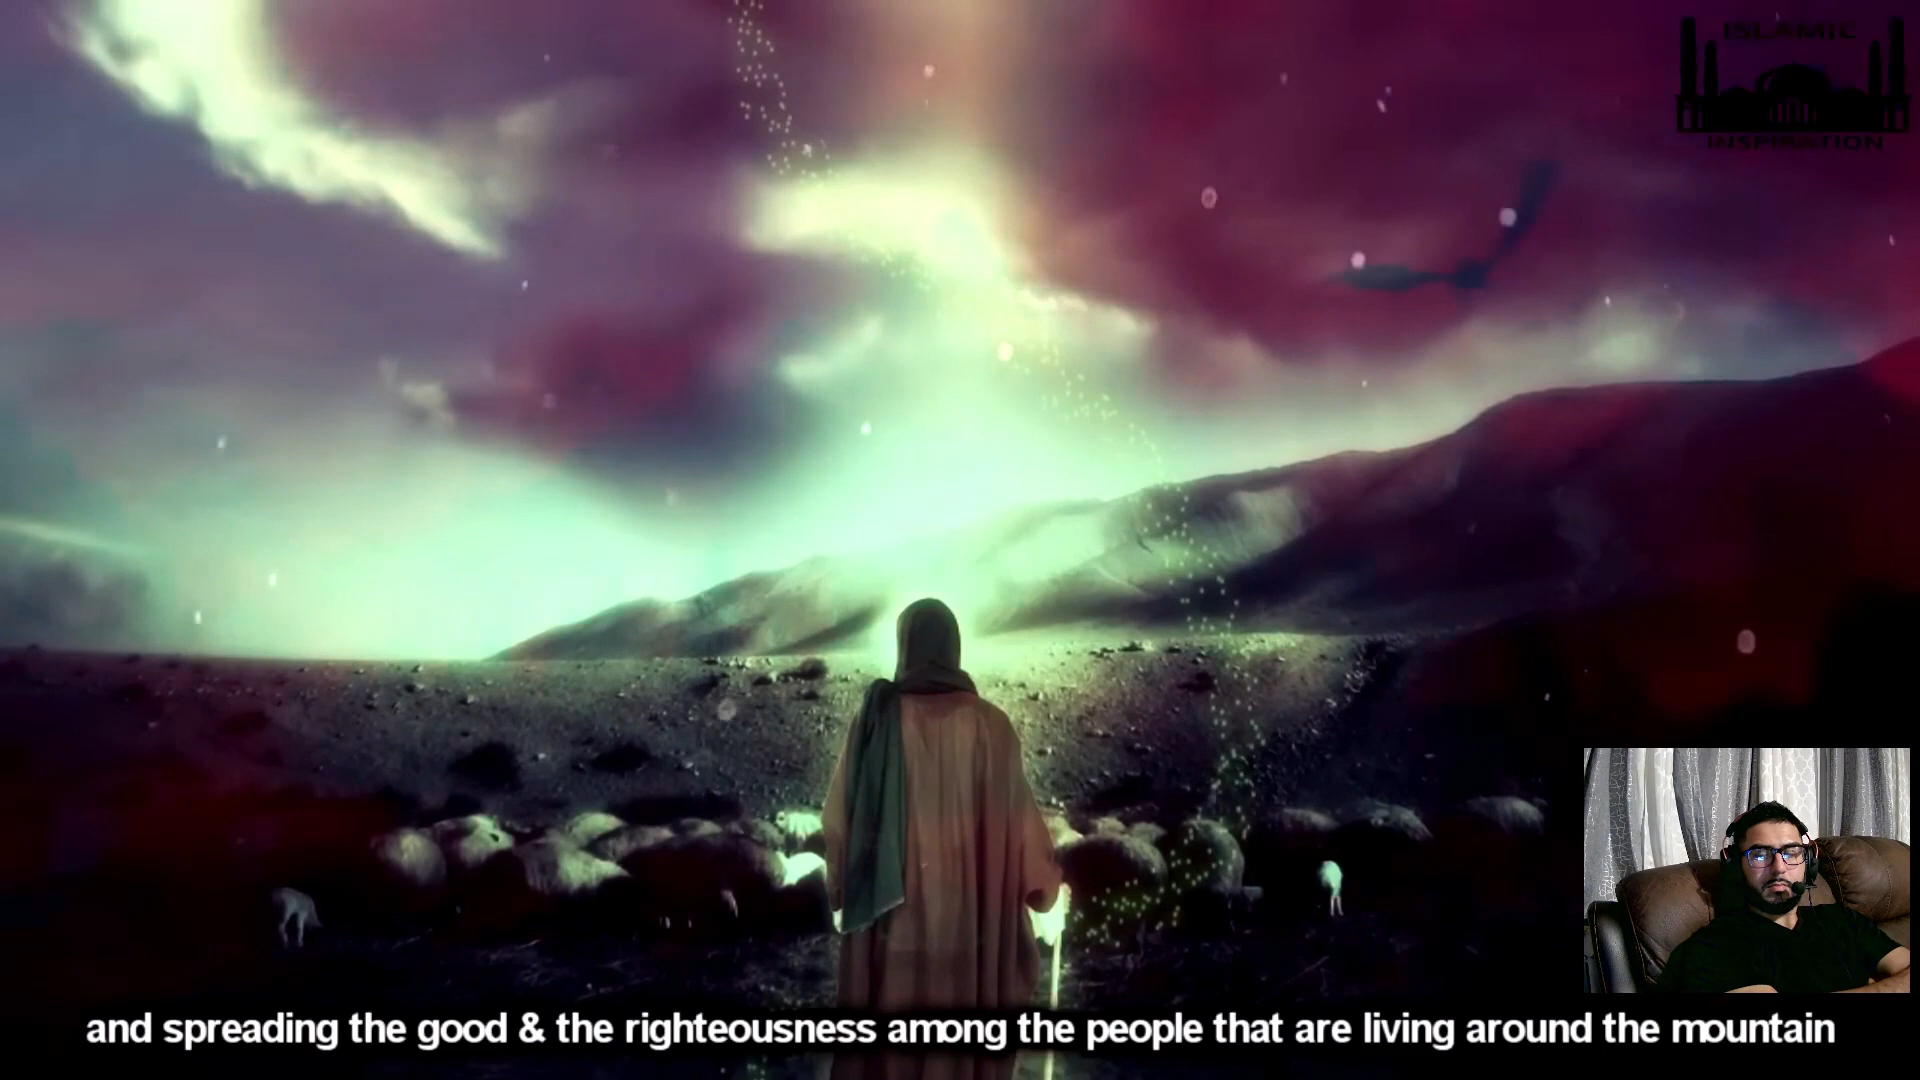 ISLAMIC
INSPIRATION
and spreading the good & the righteousness among the people that are living around the mountain